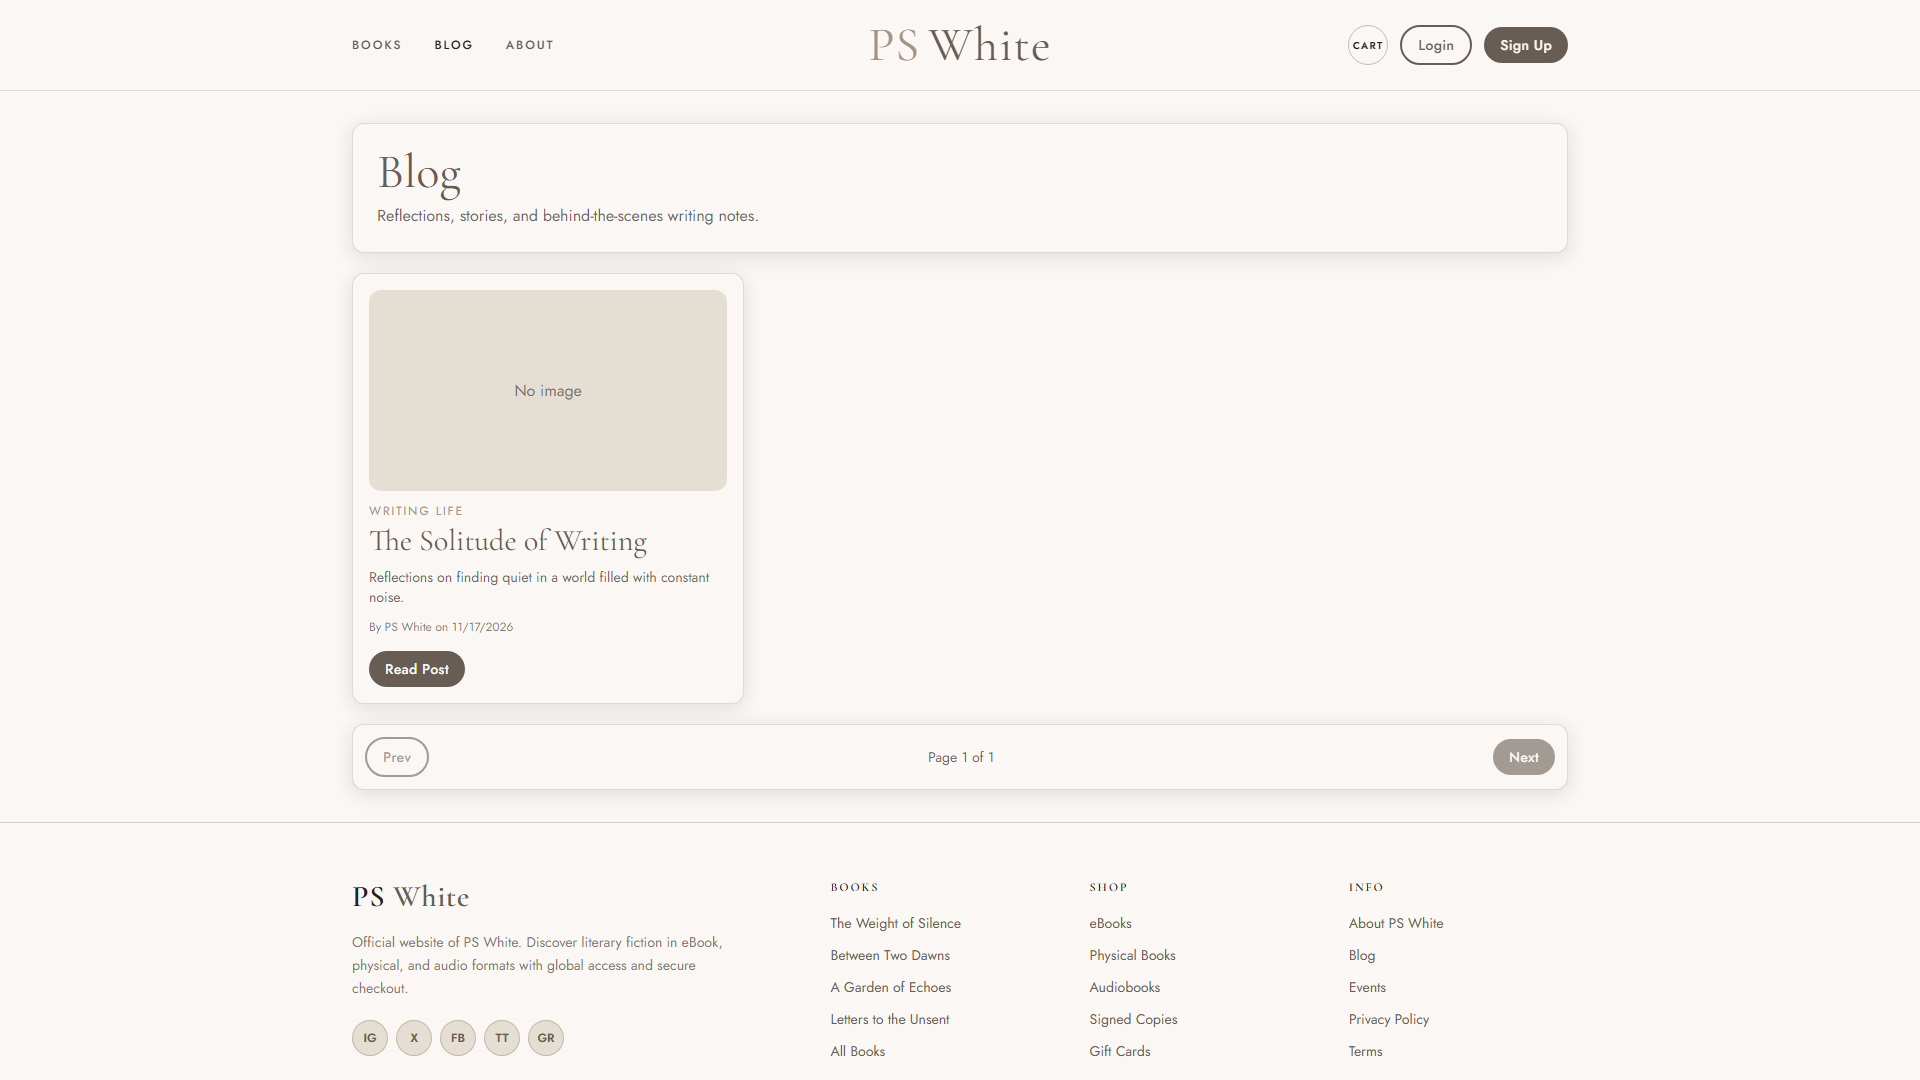 BOOKS BLOG ABOUT PS White CART Login Sign Up
Blog
Reflections, stories, and behind-the-scenes writing notes.
No image
WRITING LIFE
The Solitude of Writing
Reflections on finding quiet in a world filled with constant
noise.
By PS White on 11/17/2026
Read Post
Prev Page 1 of 1 Next
PS White
Official website of PS White. Discover literary fiction in eBook,
physical, and audio formats with global access and secure
checkout.
IG X FB TT GR
BOOKS
The Weight of Silence
Between Two Dawns
A Garden of Echoes
Letters to the Unsent
All Books
SHOP
eBooks
Physical Books
Audiobooks
Signed Copies
Gift Cards
INFO
About PS White
Blog
Events
Privacy Policy
Terms